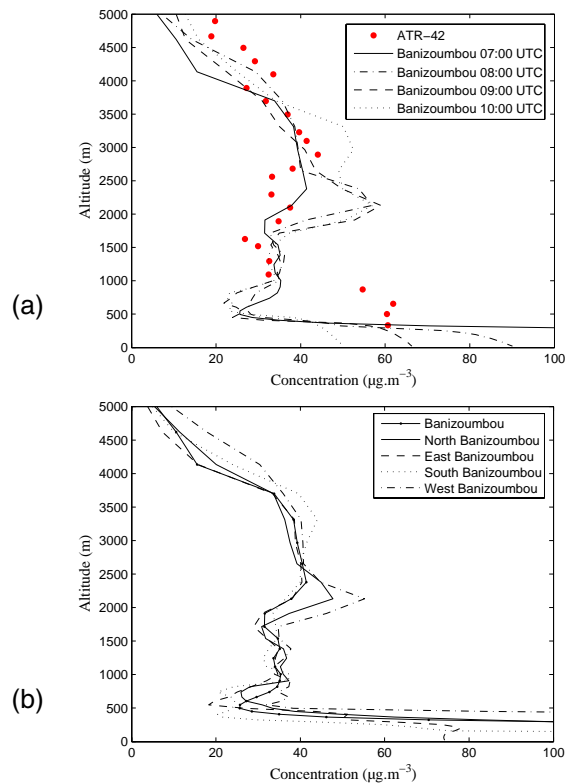 5000
4500
4000
3500
3000
2500
2000
1500
1000
500
0
Altitude (m)
ATR−42
Banizoumbou 07:00 UTC
Banizoumbou 08:00 UTC
Banizoumbou 09:00 UTC
Banizoumbou 10:00 UTC
(a)
0 20 40 60 80 100
Concentration (µg.m⁻³)
5000
4500
4000
3500
3000
2500
2000
1500
1000
500
0
Altitude (m)
Banizoumbou
North Banizoumbou
East Banizoumbou
South Banizoumbou
West Banizoumbou
(b)
0 20 40 60 80 100
Concentration (µg.m⁻³)